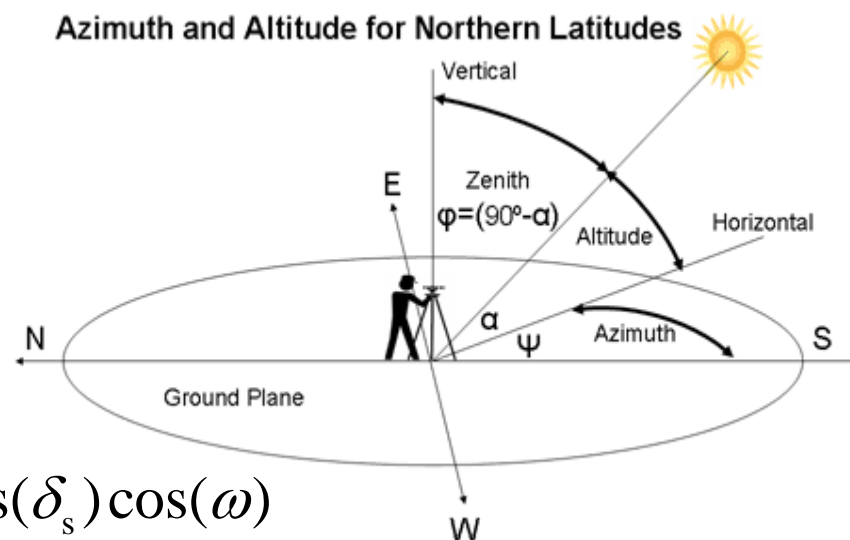 Azimuth and Altitude for Northern Latitudes
Vertical
E
Zenith
φ=(90º-α)
Altitude
Horizontal
N
α
Ψ
Azimuth
S
Ground Plane
s(δₛ)cos(ω)
W